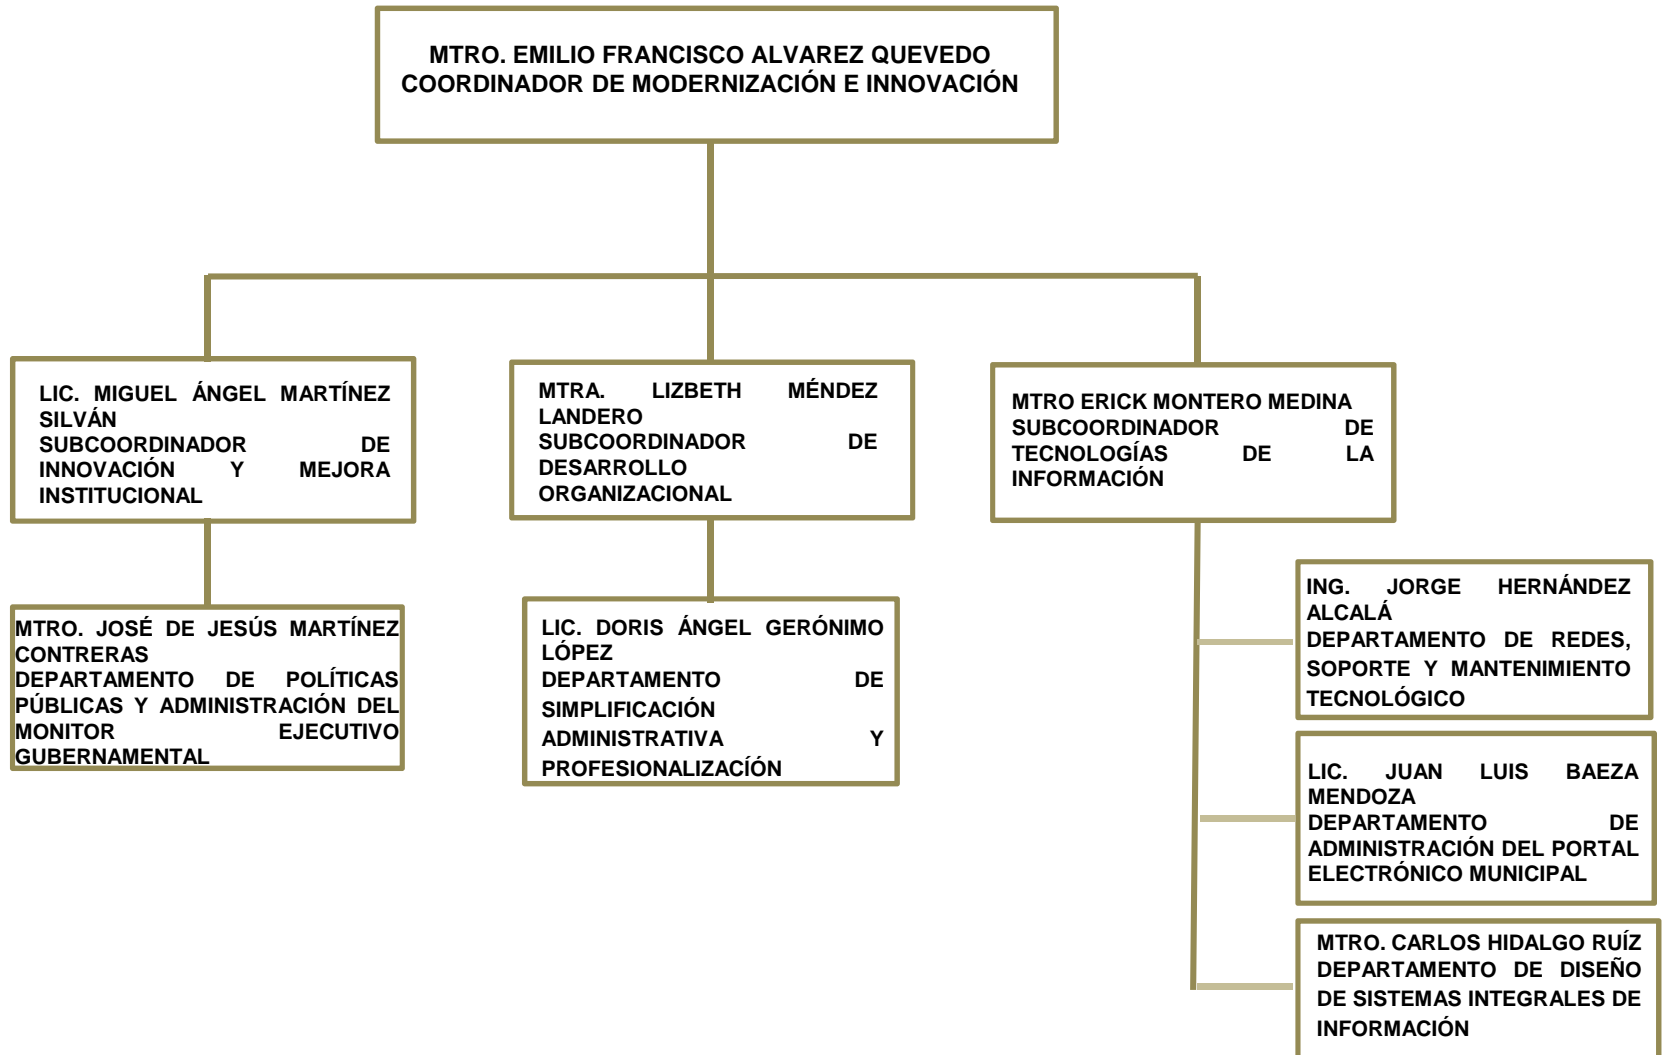 MTRO. EMILIO FRANCISCO ALVAREZ QUEVEDO
COORDINADOR DE MODERNIZACIÓN E INNOVACIÓN
LIC. MIGUEL ÁNGEL MARTÍNEZ
SILVÁN
SUBCOORDINADOR DE
INNOVACIÓN Y MEJORA
INSTITUCIONAL
MTRA. LIZBETH MÉNDEZ
LANDERO
SUBCOORDINADOR DE
DESARROLLO
ORGANIZACIONAL
MTRO ERICK MONTERO MEDINA
SUBCOORDINADOR DE
TECNOLOGÍAS DE LA
INFORMACIÓN
MTRO. JOSÉ DE JESÚS MARTÍNEZ
CONTRERAS
DEPARTAMENTO DE POLÍTICAS
PÚBLICAS Y ADMINISTRACIÓN DEL
MONITOR EJECUTIVO
GUBERNAMENTAL
LIC. DORIS ÁNGEL GERÓNIMO
LÓPEZ
DEPARTAMENTO DE
SIMPLIFICACIÓN
ADMINISTRATIVA Y
PROFESIONALIZACÍÓN
ING. JORGE HERNÁNDEZ
ALCALÁ
DEPARTAMENTO DE REDES,
SOPORTE Y MANTENIMIENTO
TECNOLÓGICO
LIC. JUAN LUIS BAEZA
MENDOZA
DEPARTAMENTO DE
ADMINISTRACIÓN DEL PORTAL
ELECTRÓNICO MUNICIPAL
MTRO. CARLOS HIDALGO RUÍZ
DEPARTAMENTO DE DISEÑO
DE SISTEMAS INTEGRALES DE
INFORMACIÓN